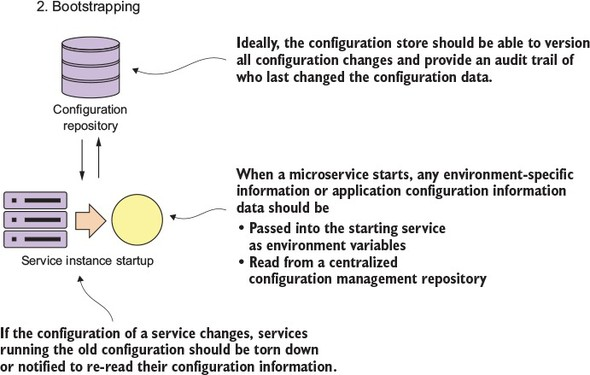 2. Bootstrapping
Ideally, the configuration store should be able to version
all configuration changes and provide an audit trail of
who last changed the configuration data.
Configuration
repository
When a microservice starts, any environment-specific
information or application configuration information
data should be
• Passed into the starting service
as environment variables
• Read from a centralized
configuration management repository
Service instance startup
If the configuration of a service changes, services
running the old configuration should be torn down
or notified to re-read their configuration information.